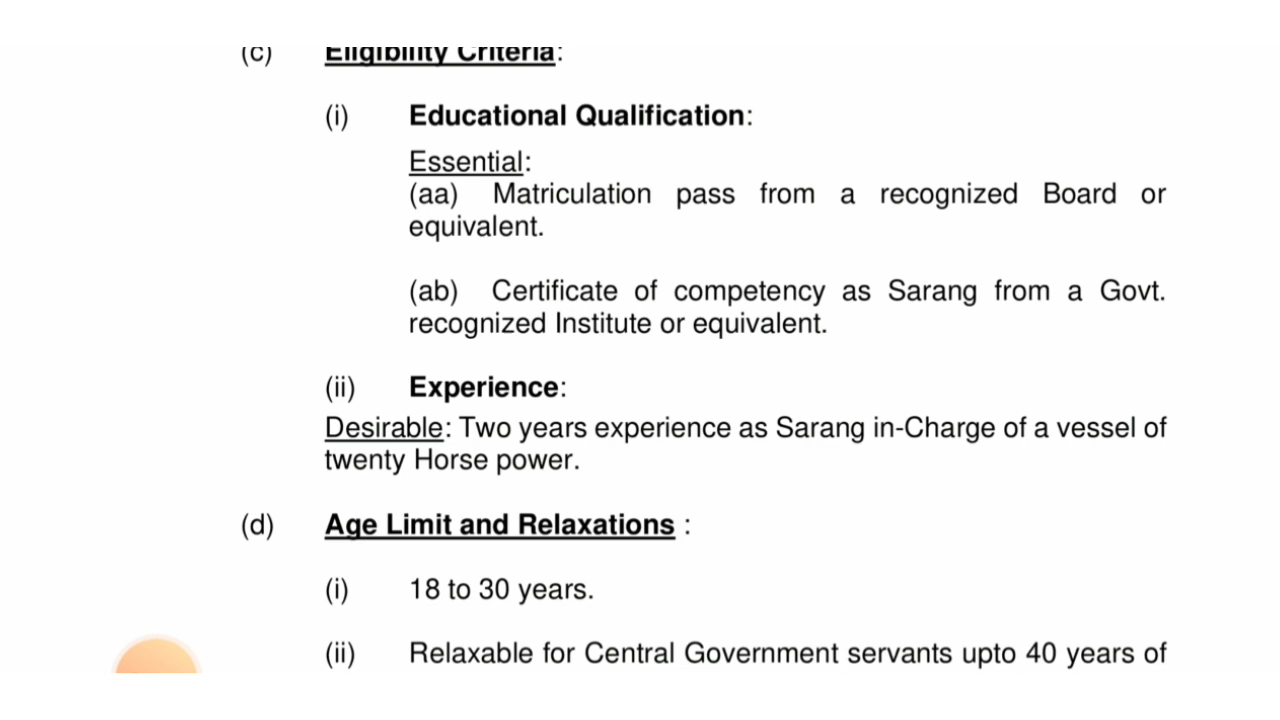 (c) Eligibility Criteria:
(i) Educational Qualification:
Essential:
(aa) Matriculation pass from a recognized Board or
equivalent.
(ab) Certificate of competency as Sarang from a Govt.
recognized Institute or equivalent.
(ii) Experience:
Desirable: Two years experience as Sarang in-Charge of a vessel of
twenty Horse power.
(d) Age Limit and Relaxations :
(i) 18 to 30 years.
(ii) Relaxable for Central Government servants upto 40 years of